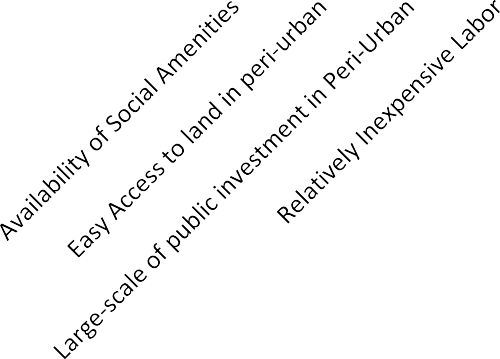 Availability of Social Amenities
Easy Access to land in peri-urban
Large-scale of public investment in Peri-Urban
Relatively Inexpensive Labor